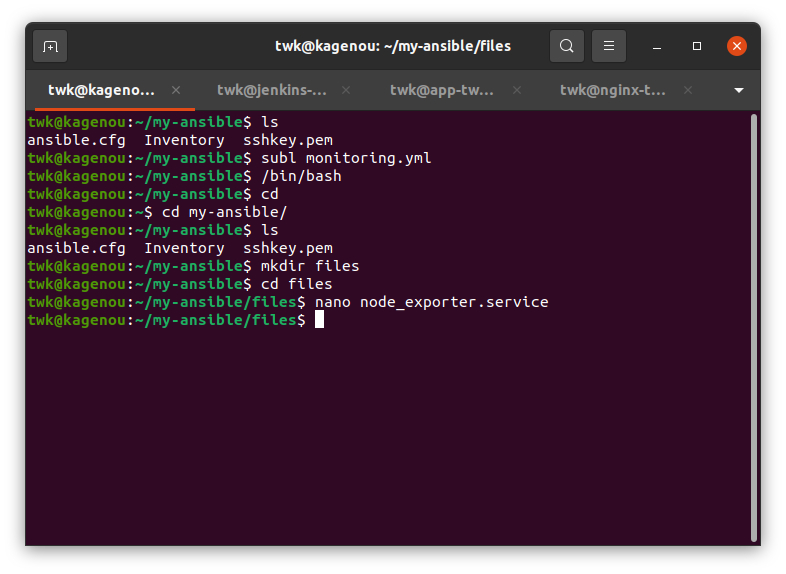 twk@kagenou: ~/my-ansible/files
twk@kageno... twk@jenkins-... twk@app-tw... twk@nginx-t...
twk@kagenou:~/my-ansible$ ls
ansible.cfg  Inventory  sshkey.pem
twk@kagenou:~/my-ansible$ subl monitoring.yml
twk@kagenou:~/my-ansible$ /bin/bash
twk@kagenou:~/my-ansible$ cd
twk@kagenou:~$ cd my-ansible/
twk@kagenou:~/my-ansible$ ls
ansible.cfg  Inventory  sshkey.pem
twk@kagenou:~/my-ansible$ mkdir files
twk@kagenou:~/my-ansible$ cd files
twk@kagenou:~/my-ansible/files$ nano node_exporter.service
twk@kagenou:~/my-ansible/files$